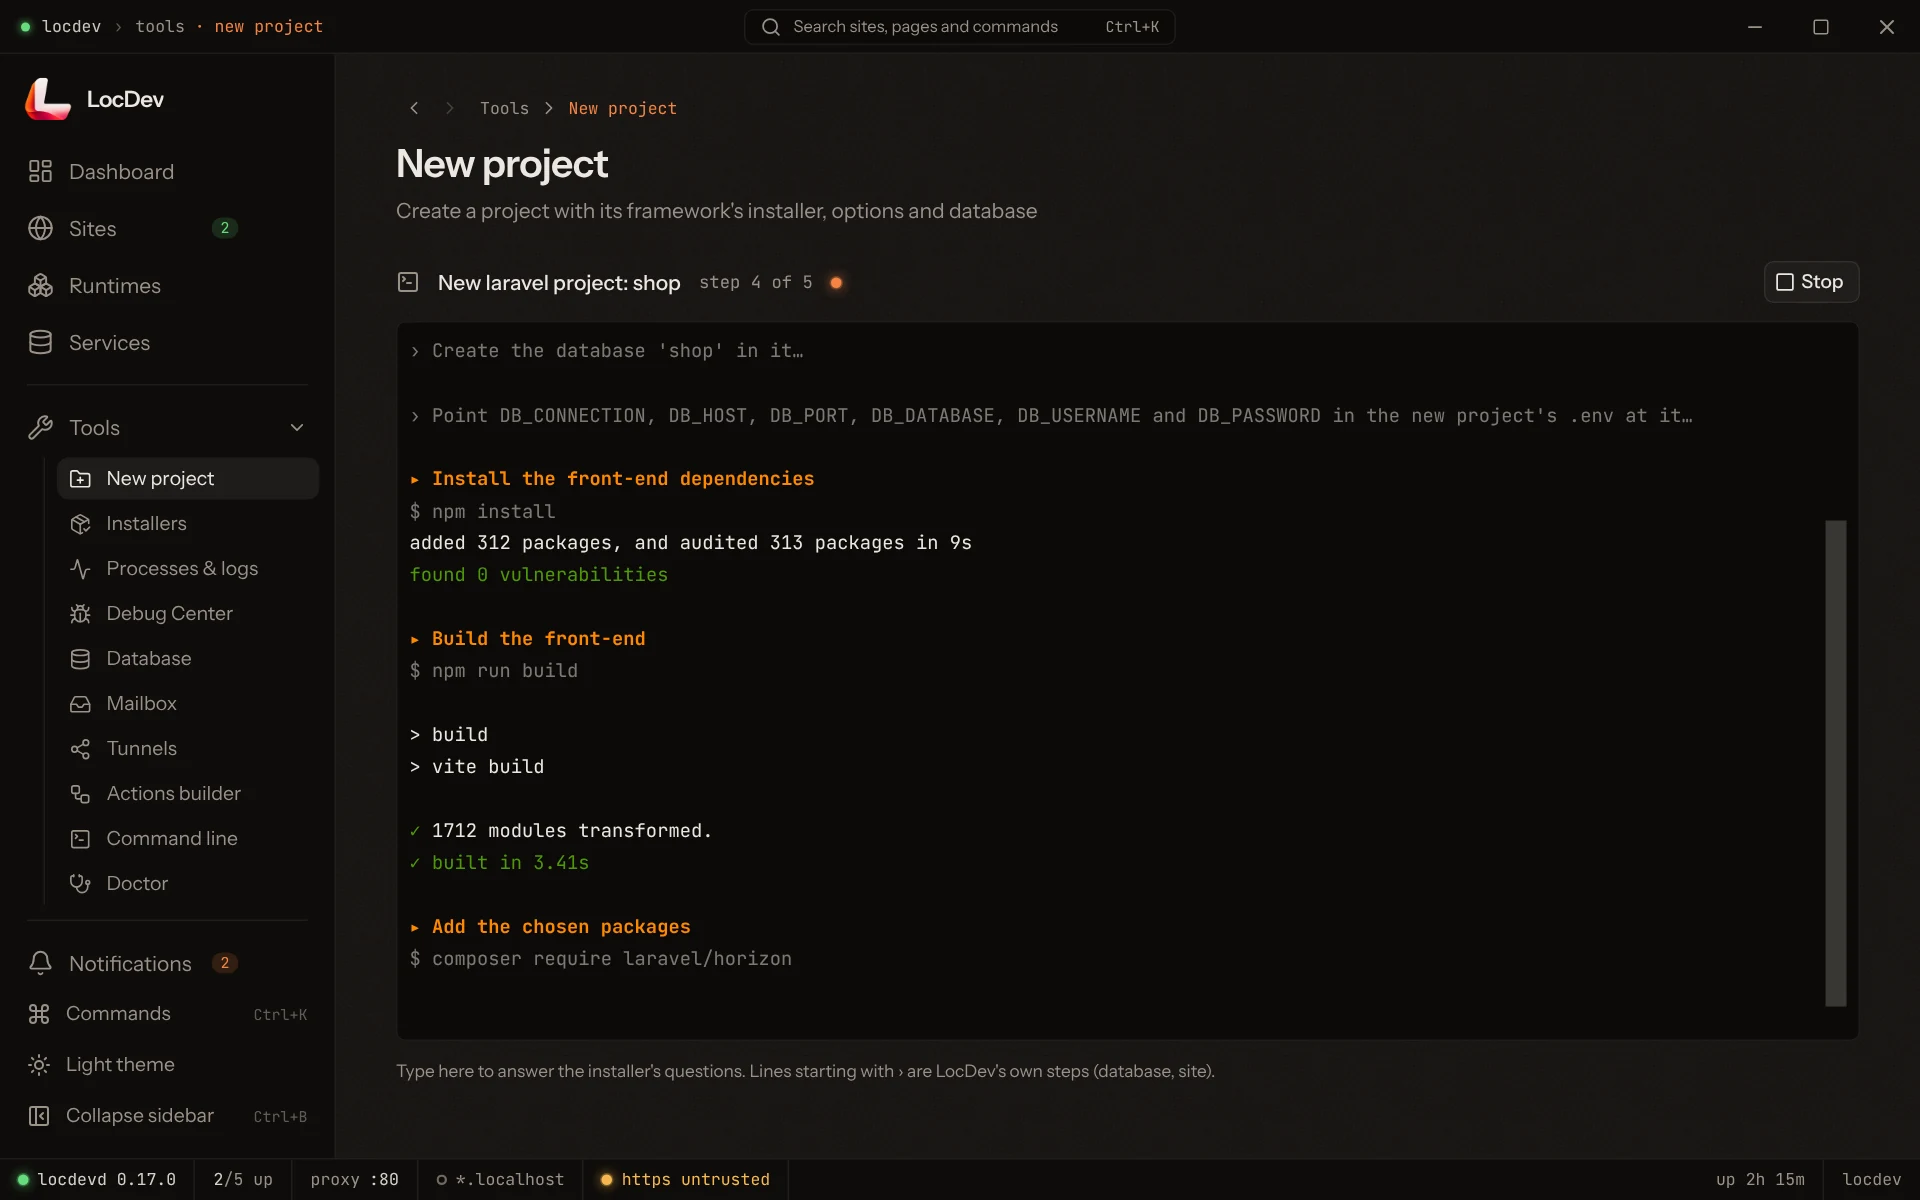 locdev › tools · new project
Search sites, pages and commands Ctrl+K
LocDev
Dashboard
Sites 2
Runtimes
Services
Tools
New project
Installers
Processes & logs
Debug Center
Database
Mailbox
Tunnels
Actions builder
Command line
Doctor
Notifications 2
Commands Ctrl+K
Light theme
Collapse sidebar Ctrl+B
Tools > New project
New project
Create a project with its framework's installer, options and database
New laravel project: shop step 4 of 5
Stop
› Create the database 'shop' in it…
› Point DB_CONNECTION, DB_HOST, DB_PORT, DB_DATABASE, DB_USERNAME and DB_PASSWORD in the new project's .env at it…
▸ Install the front-end dependencies
$ npm install
added 312 packages, and audited 313 packages in 9s
found 0 vulnerabilities
▸ Build the front-end
$ npm run build
> build
> vite build
✓ 1712 modules transformed.
✓ built in 3.41s
▸ Add the chosen packages
$ composer require laravel/horizon
Type here to answer the installer's questions. Lines starting with › are LocDev's own steps (database, site).
locdevd 0.17.0 2/5 up proxy :80 *.localhost https untrusted up 2h 15m locdev